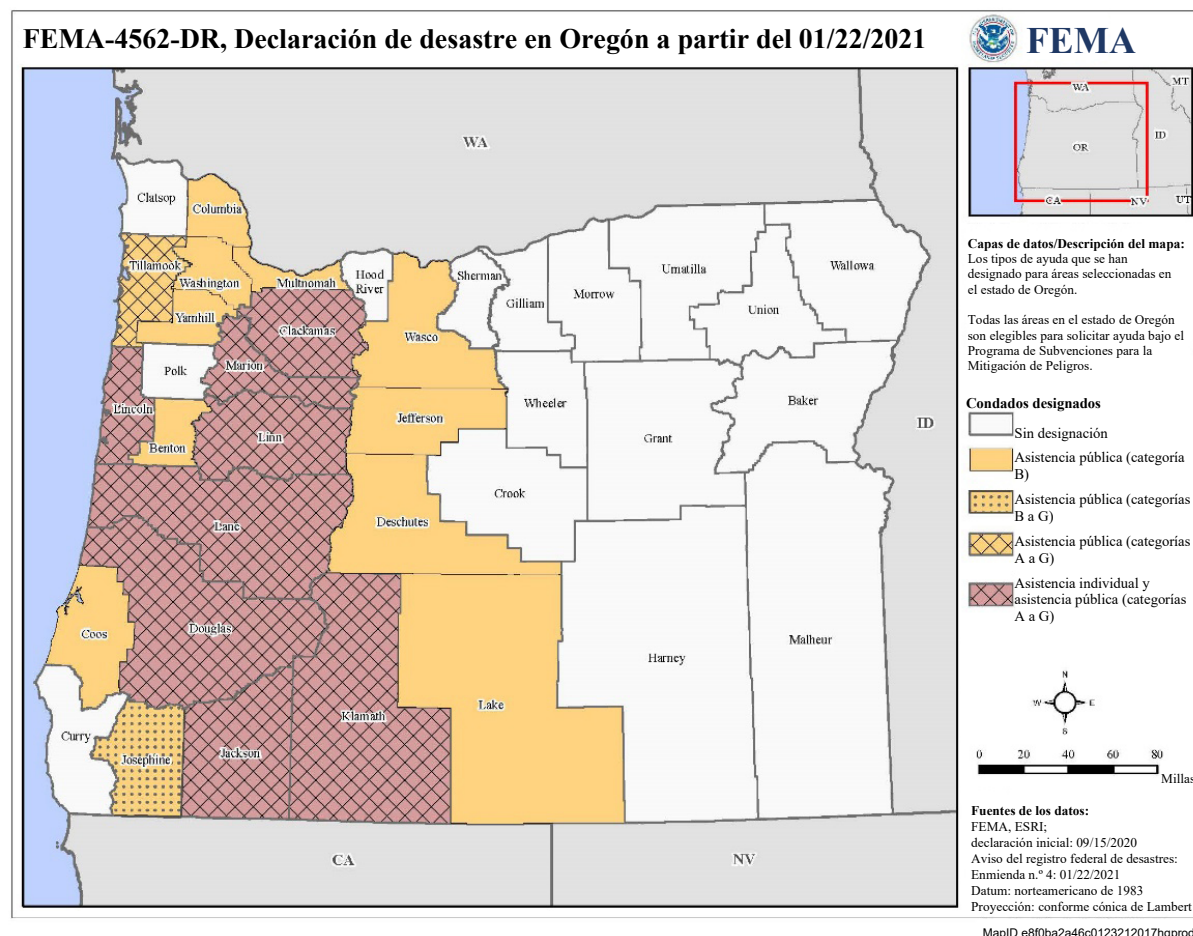 FEMA-4562-DR, Declaración de desastre en Oregón a partir del 01/22/2021
FEMA
WA
Clatsop
Columbia
Tillamook
Washington
Multnomah
Hood
River
Sherman
Gilliam
Morrow
Umatilla
Wallowa
Union
Yamhill
Clackamas
Wasco
Polk
Marion
Lincoln
Wheeler
Baker
ID
Jefferson
Grant
Benton
Linn
Crook
Lane
Deschutes
Coos
Douglas
Harney
Malheur
Lake
Klamath
Curry
Josephine
Jackson
CA
NV
WA
MT
OR
ID
CA
NV
UT
Capas de datos/Descripción del mapa:
Los tipos de ayuda que se han
designado para áreas seleccionadas en
el estado de Oregón.
Todas las áreas en el estado de Oregón
son elegibles para solicitar ayuda bajo el
Programa de Subvenciones para la
Mitigación de Peligros.
Condados designados
Sin designación
Asistencia pública (categoría
B)
Asistencia pública (categorías
B a G)
Asistencia pública (categorías
A a G)
Asistencia individual y
asistencia pública (categorías
A a G)
N
W E
S
0 20 40 60 80
Millas
Fuentes de los datos:
FEMA, ESRI;
declaración inicial: 09/15/2020
Aviso del registro federal de desastres:
Enmienda n.º 4: 01/22/2021
Datum: norteamericano de 1983
Proyección: conforme cónica de Lambert
MapID e8f0ba2a46c0123212017hqprod